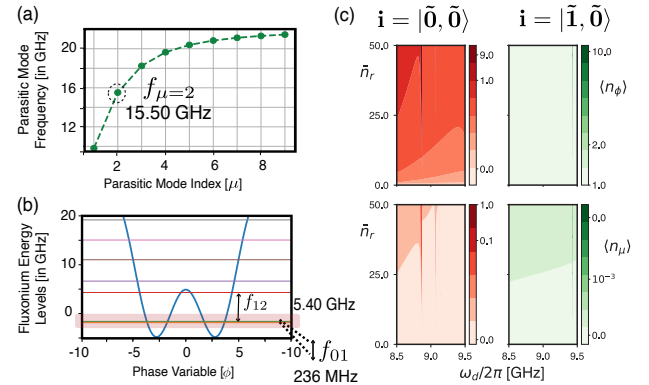 (a)
Parasitic Mode
Frequency [in GHz]
20
16
12
f_{μ=2}
15.50 GHz
2 4 6 8
Parasitic Mode Index [μ]
(b)
Fluxonium Energy
Levels [in GHz]
20
10
0
f_{12}
5.40 GHz
f_{01}
236 MHz
-10 -5 0 5 -10
Phase Variable [ϕ]
(c)
i = |0̃, 0̃⟩ i = |1̃, 0̃⟩
n̄_r
50.0
25.0
0.0
9.0
1.0
0.0
10.0
⟨n_ϕ⟩
2.0
1.0
n̄_r
50.0
25.0
0.0
1.0
0.1
0.0
0.0
⟨n_μ⟩
10⁻³
0.0
8.5 9.0 9.5 8.5 9.0 9.5
ω_d/2π [GHz]